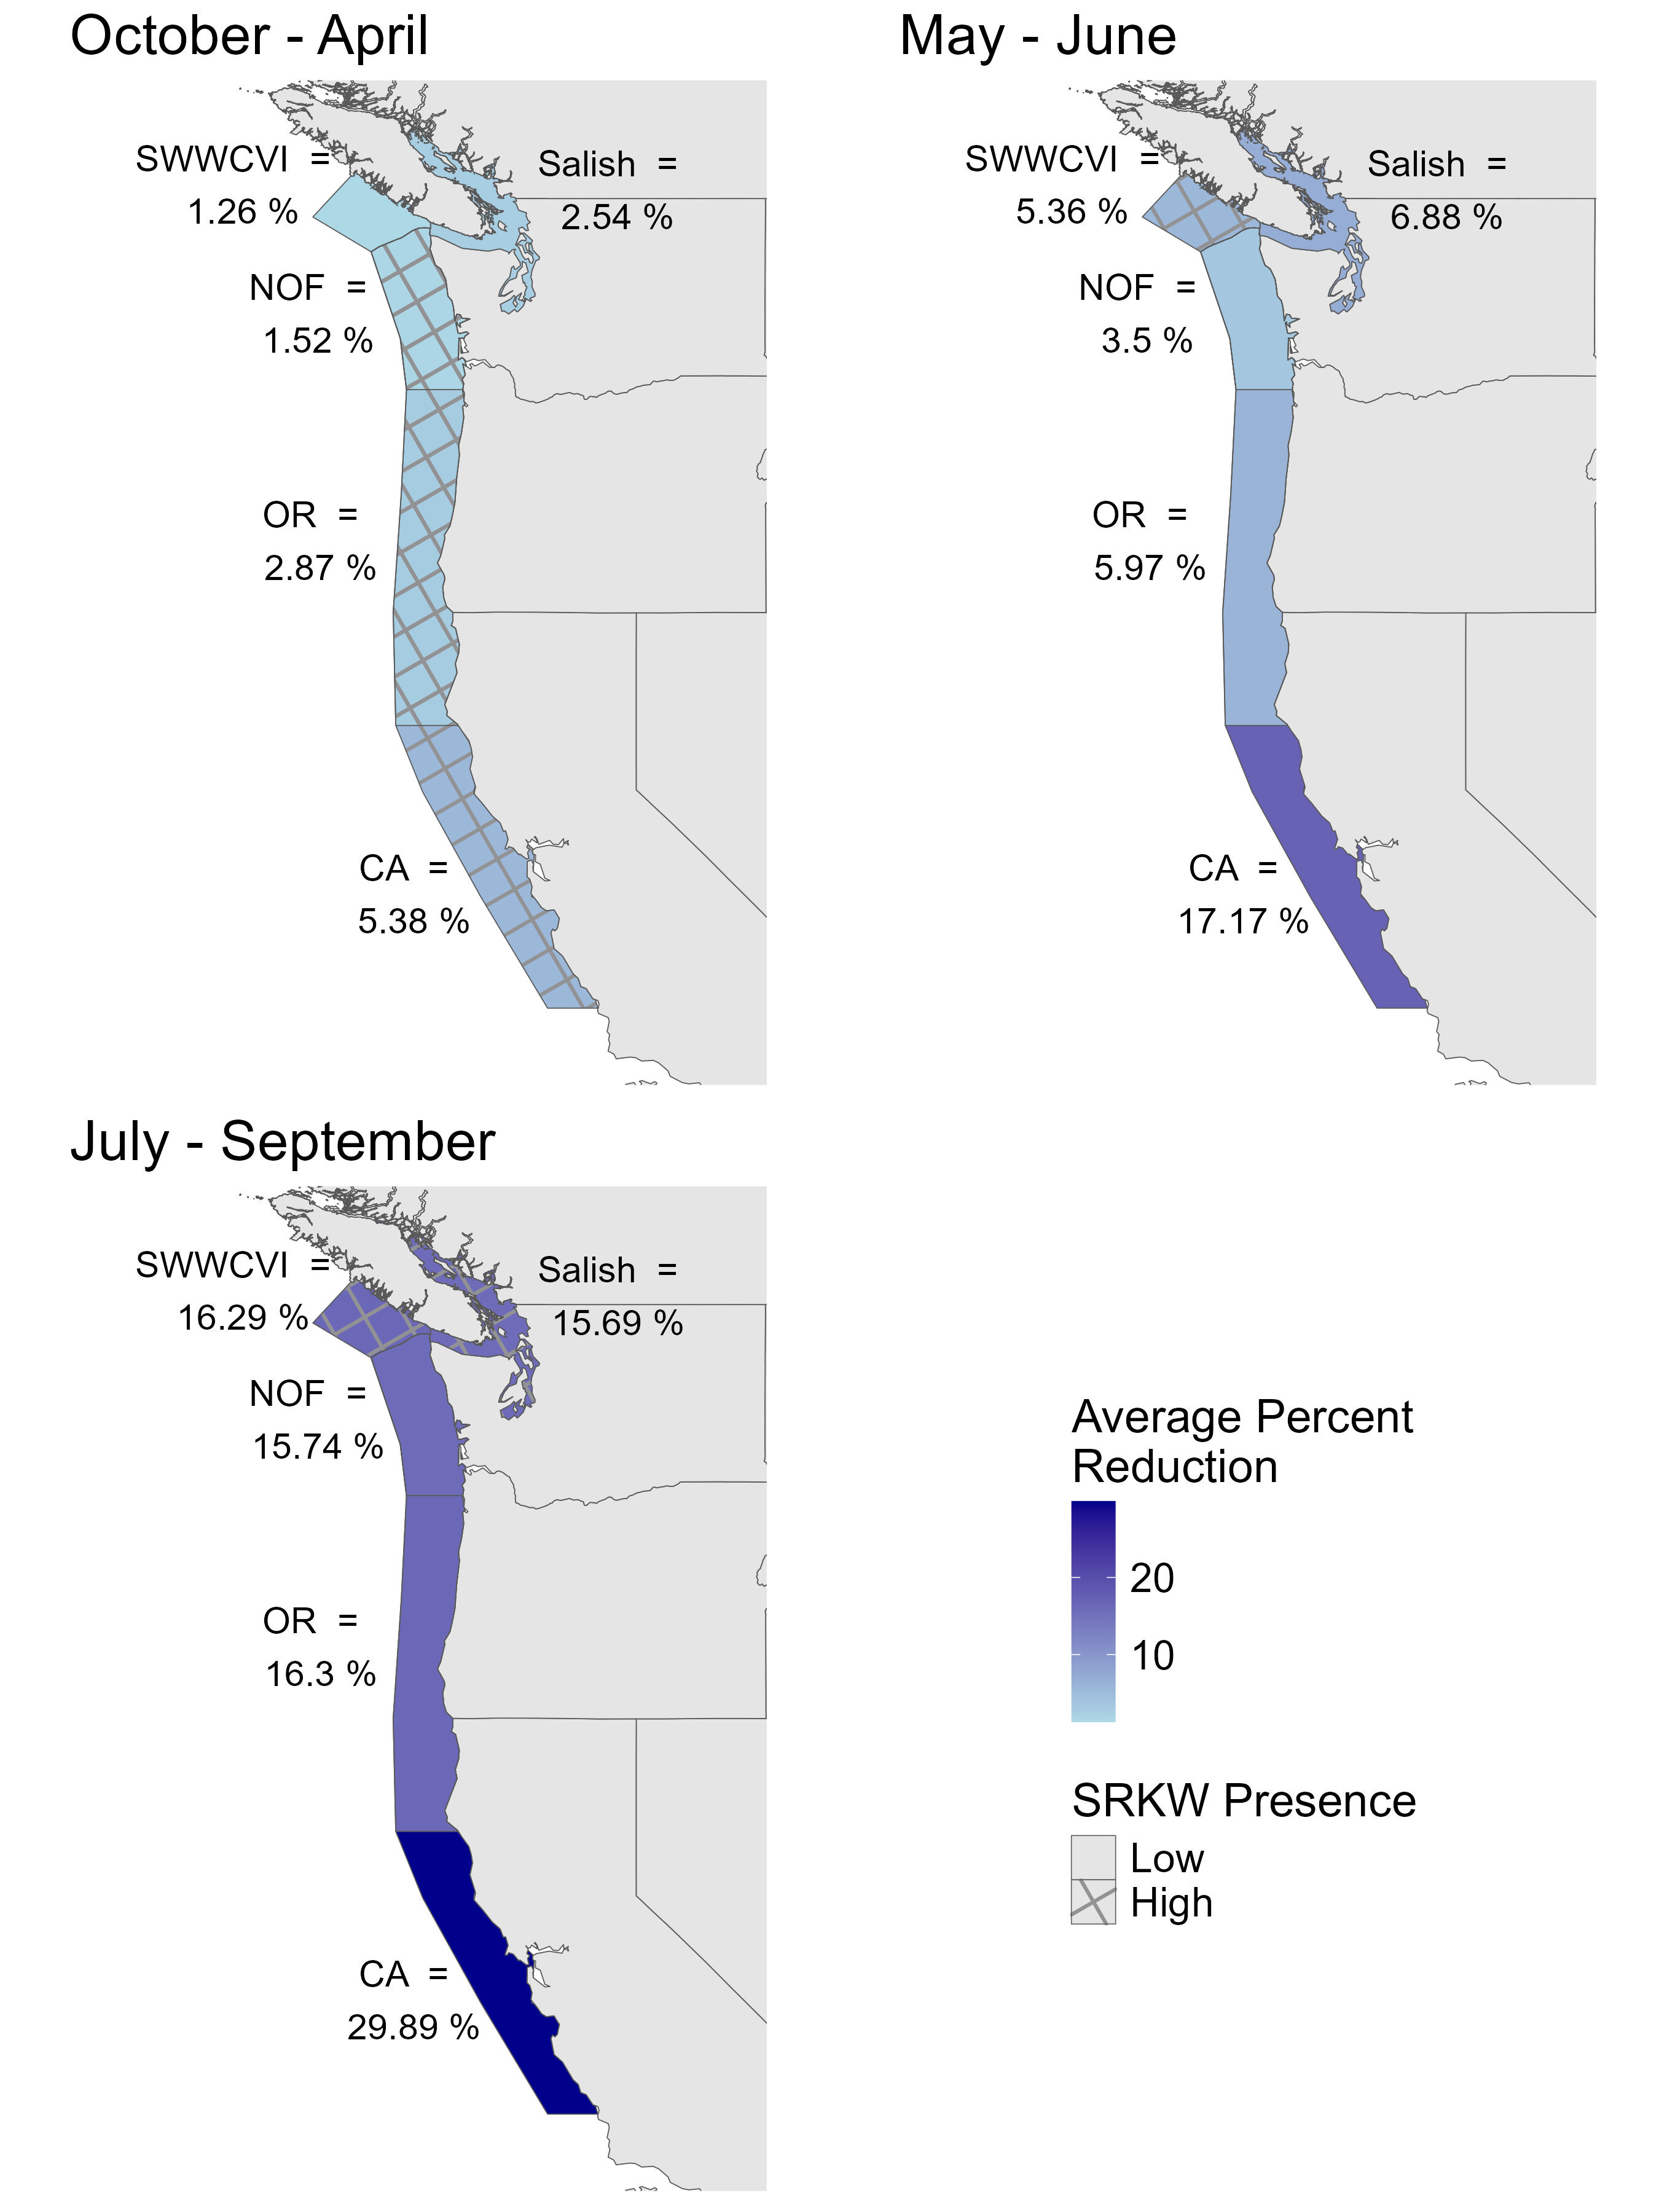 October - April
SWWCVI =
1.26 %
Salish =
2.54 %
NOF =
1.52 %
OR =
2.87 %
CA =
5.38 %
May - June
SWWCVI =
5.36 %
Salish =
6.88 %
NOF =
3.5 %
OR =
5.97 %
CA =
17.17 %
July - September
SWWCVI =
16.29 %
Salish =
15.69 %
NOF =
15.74 %
OR =
16.3 %
CA =
29.89 %
Average Percent
Reduction
20
10
SRKW Presence
Low
High